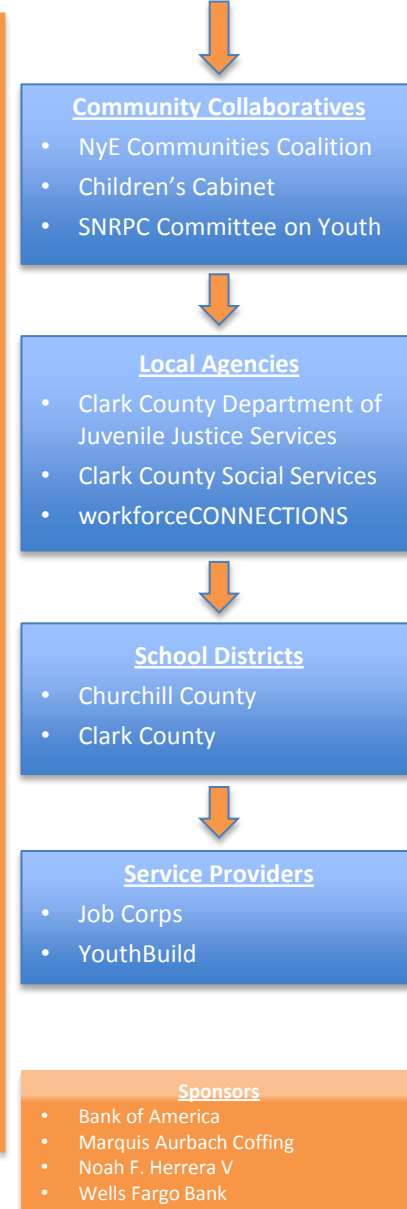 Community Collaboratives
• NyE Communities Coalition
• Children’s Cabinet
• SNRPC Committee on Youth
Local Agencies
• Clark County Department of
Juvenile Justice Services
• Clark County Social Services
• workforceCONNECTIONS
School Districts
• Churchill County
• Clark County
Service Providers
• Job Corps
• YouthBuild
Sponsors
• Bank of America
• Marquis Aurbach Coffing
• Noah F. Herrera V
• Wells Fargo Bank